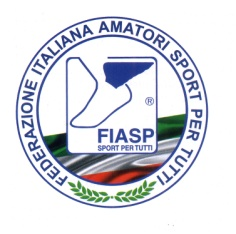 FEDERAZIONE ITALIANA AMATORI SPORT PER TUTTI
®
FIASP
SPORT PER TUTTI